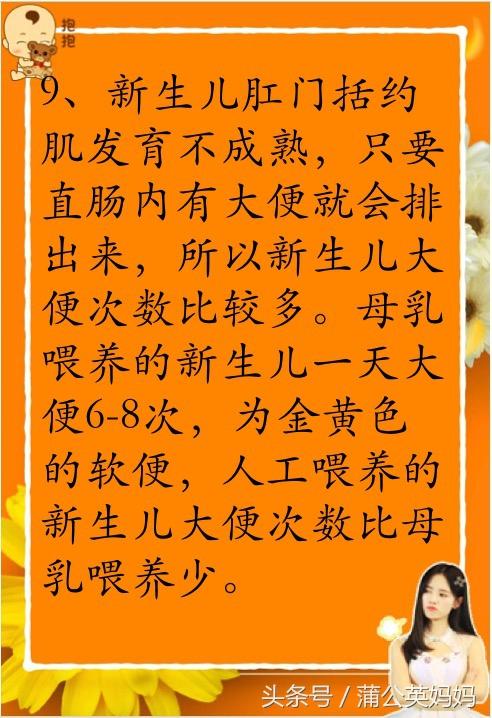 抱抱
9、新生儿肛门括约
肌发育不成熟，只要
直肠内有大便就会排
出来，所以新生儿大
便次数比较多。母乳
喂养的新生儿一天大
便6-8次，为金黄色
的软便，人工喂养的
新生儿大便次数比母
乳喂养少。
头条号 / 蒲公英妈妈